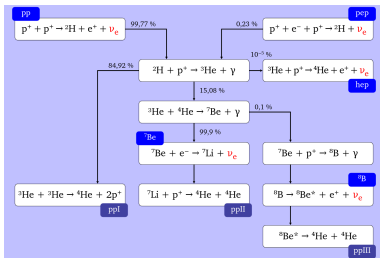 pp
p⁺ + p⁺ → ²H + e⁺ + νₑ
99,77 %
0,23 %
pep
p⁺ + e⁻ + p⁺ → ²H + νₑ
84,92 %
²H + p⁺ → ³He + γ
10⁻⁵ %
³He + p⁺ → ⁴He + e⁺ + νₑ
hep
15,08 %
³He + ⁴He → ⁷Be + γ
0,1 %
⁷Be
99,9 %
⁷Be + e⁻ → ⁷Li + νₑ
⁷Be + p⁺ → ⁸B + γ
⁸B
³He + ³He → ⁴He + 2p⁺
ppI
⁷Li + p⁺ → ⁴He + ⁴He
ppII
⁸B → ⁸Be* + e⁺ + νₑ
⁸Be* → ⁴He + ⁴He
ppIII